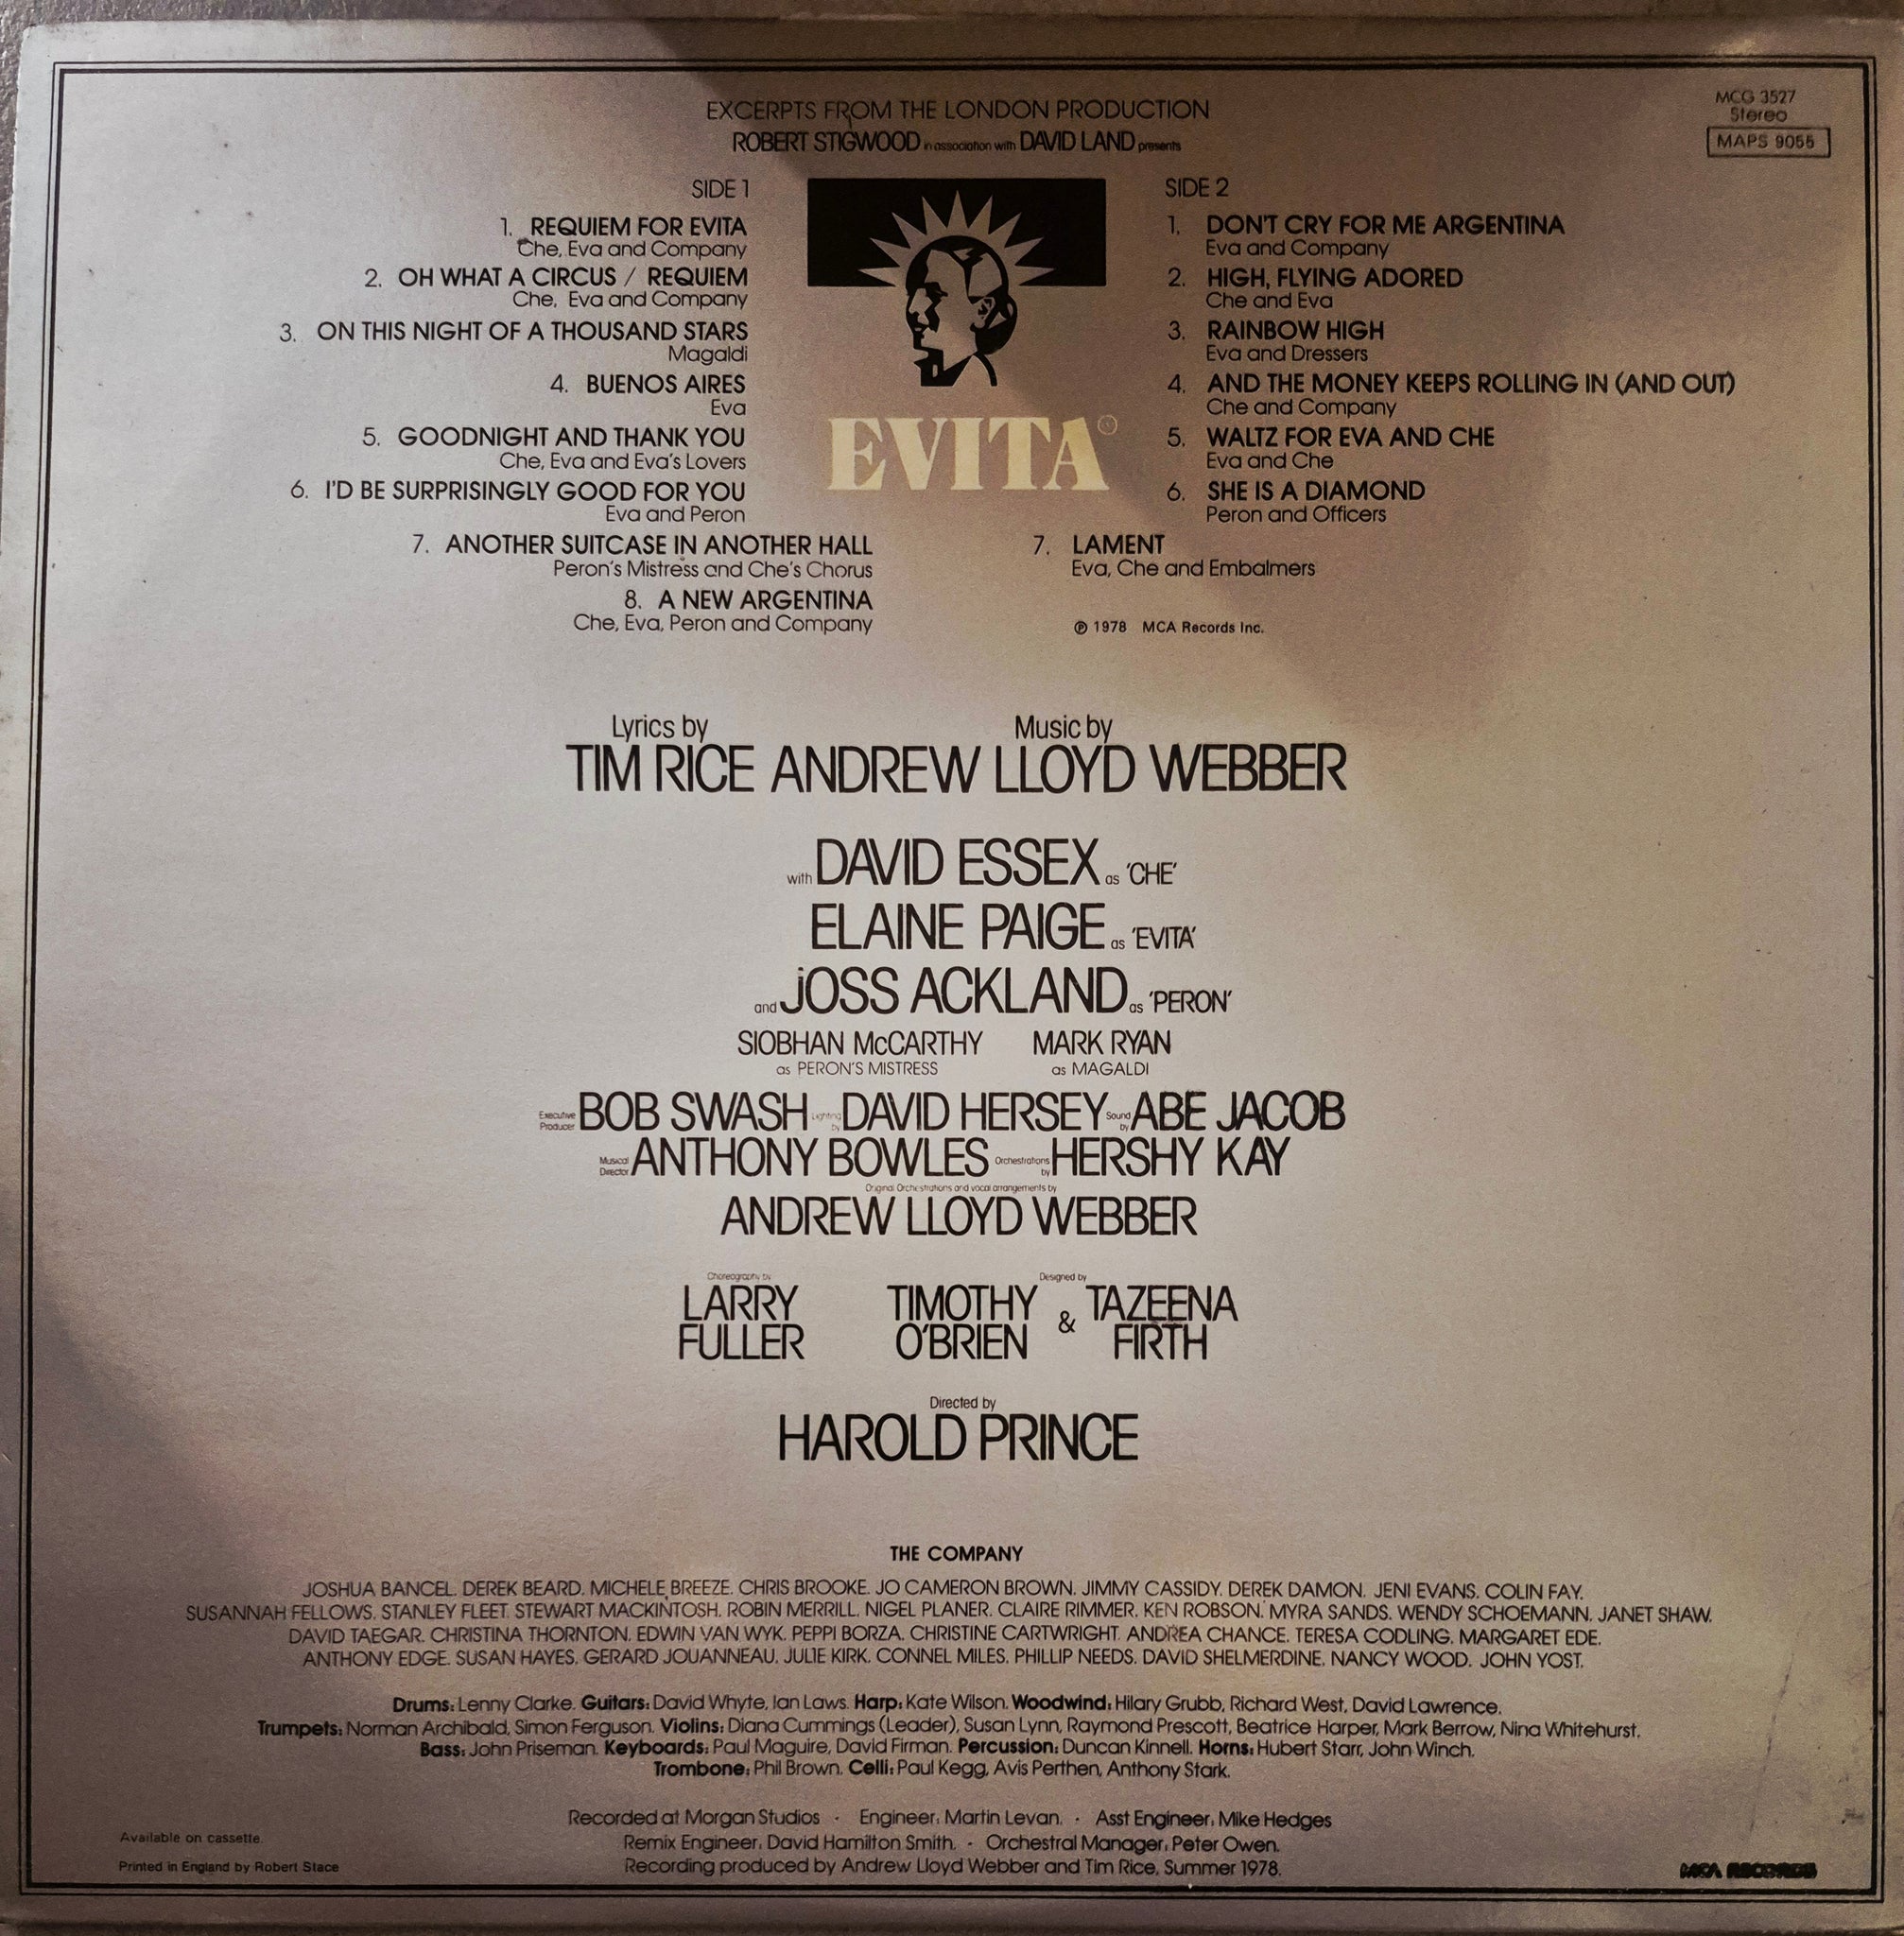 EXCERPTS FROM THE LONDON PRODUCTION
ROBERT STIGWOOD in association with DAVID LAND presents
MCG 3527
Stereo
MAPS 9055
SIDE 1
1. REQUIEM FOR EVITA
Che, Eva and Company
2. OH WHAT A CIRCUS / REQUIEM
Che, Eva and Company
3. ON THIS NIGHT OF A THOUSAND STARS
Magaldi
4. BUENOS AIRES
Eva
5. GOODNIGHT AND THANK YOU
Che, Eva and Eva's Lovers
6. I'D BE SURPRISINGLY GOOD FOR YOU
Eva and Peron
7. ANOTHER SUITCASE IN ANOTHER HALL
Peron's Mistress and Che's Chorus
8. A NEW ARGENTINA
Che, Eva, Peron and Company
EVITA®
SIDE 2
1. DON'T CRY FOR ME ARGENTINA
Eva and Company
2. HIGH, FLYING ADORED
Che and Eva
3. RAINBOW HIGH
Eva and Dressers
4. AND THE MONEY KEEPS ROLLING IN (AND OUT)
Che and Company
5. WALTZ FOR EVA AND CHE
Eva and Che
6. SHE IS A DIAMOND
Peron and Officers
7. LAMENT
Eva, Che and Embalmers
℗ 1978 MCA Records Inc.
Lyrics by Music by
TIM RICE ANDREW LLOYD WEBBER
with DAVID ESSEX as 'CHE'
ELAINE PAIGE as 'EVITA'
and JOSS ACKLAND as 'PERON'
SIOBHAN McCARTHY MARK RYAN
as PERON'S MISTRESS as MAGALDI
Executive Producer BOB SWASH Lighting by DAVID HERSEY Sound by ABE JACOB
Musical Director ANTHONY BOWLES Orchestrations by HERSHY KAY
Original Orchestrations and vocal arrangements by
ANDREW LLOYD WEBBER
Choreography by Designed by
LARRY TIMOTHY & TAZEENA
FULLER O'BRIEN FIRTH
Directed by
HAROLD PRINCE
THE COMPANY
JOSHUA BANCEL. DEREK BEARD. MICHELE BREEZE. CHRIS BROOKE. JO CAMERON BROWN. JIMMY CASSIDY. DEREK DAMON. JENI EVANS. COLIN FAY.
SUSANNAH FELLOWS. STANLEY FLEET. STEWART MACKINTOSH. ROBIN MERRILL. NIGEL PLANER. CLAIRE RIMMER. KEN ROBSON. MYRA SANDS. WENDY SCHOEMANN. JANET SHAW.
DAVID TAEGAR. CHRISTINA THORNTON. EDWIN VAN WYK. PEPPI BORZA. CHRISTINE CARTWRIGHT. ANDREA CHANCE. TERESA CODLING. MARGARET EDE.
ANTHONY EDGE. SUSAN HAYES. GERARD JOUANNEAU. JULIE KIRK. CONNEL MILES. PHILLIP NEEDS. DAVID SHELMERDINE. NANCY WOOD. JOHN YOST.
Drums: Lenny Clarke. Guitars: David Whyte, Ian Laws. Harp: Kate Wilson. Woodwind: Hilary Grubb, Richard West, David Lawrence.
Trumpets: Norman Archibald, Simon Ferguson. Violins: Diana Cummings (Leader), Susan Lynn, Raymond Prescott, Beatrice Harper, Mark Berrow, Nina Whitehurst.
Bass: John Priseman. Keyboards: Paul Maguire, David Firman. Percussion: Duncan Kinnell. Horns: Hubert Starr, John Winch.
Trombone: Phil Brown. Celli: Paul Kegg, Avis Perthen, Anthony Stark.
Recorded at Morgan Studios · Engineer: Martin Levan. · Asst Engineer: Mike Hedges
Remix Engineer: David Hamilton Smith. · Orchestral Manager: Peter Owen.
Recording produced by Andrew Lloyd Webber and Tim Rice, Summer 1978.
Available on cassette.
Printed in England by Robert Stace
MCA RECORDS